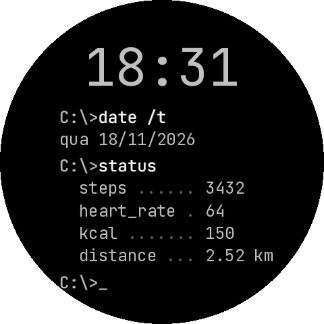 18:31
C:\>date /t
qua 18/11/2026
C:\>status
steps ...... 3432
heart_rate . 64
kcal ....... 150
distance ... 2.52 km
C:\>_